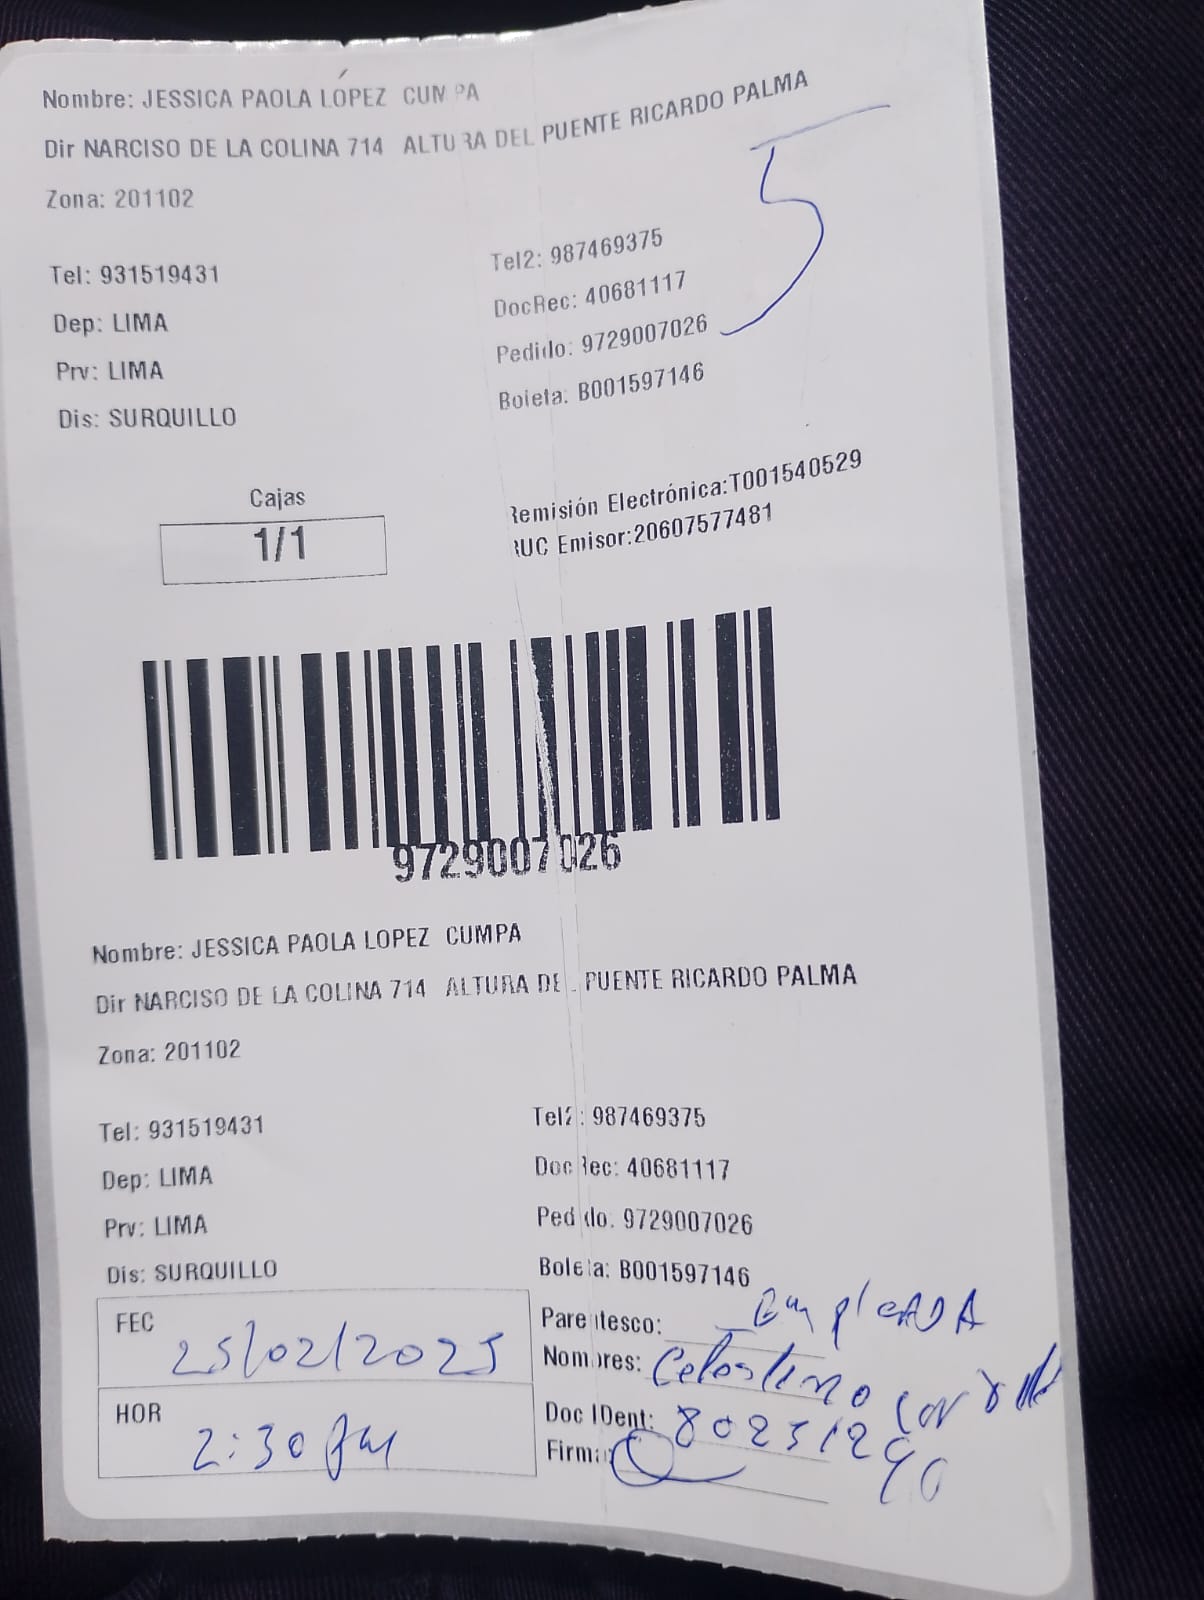 Nombre: JESSICA PAOLA LÓPEZ CUMPA
Dir NARCISO DE LA COLINA 714 ALTURA DEL PUENTE RICARDO PALMA
5
Zona: 201102
Tel: 931519431
Tel2: 987469375
Dep: LIMA
DocRec: 40681117
Prv: LIMA
Pedido: 9729007026
Dis: SURQUILLO
Boleta: B001597146
Cajas
1/1
Remisión Electrónica:T001540529
RUC Emisor:20607577481
9729007026
Nombre: JESSICA PAOLA LOPEZ CUMPA
Dir NARCISO DE LA COLINA 714 ALTURA DEL PUENTE RICARDO PALMA
Zona: 201102
Tel: 931519431
Tel2: 987469375
Dep: LIMA
DocRec: 40681117
Prv: LIMA
Pedido: 9729007026
Dis: SURQUILLO
Boleta: B001597146
FEC 25/02/2025
Parentesco: EmpleADA
Nombres: Celestino
HOR 2:30 pm
Doc IDent: 80251290
Firma: